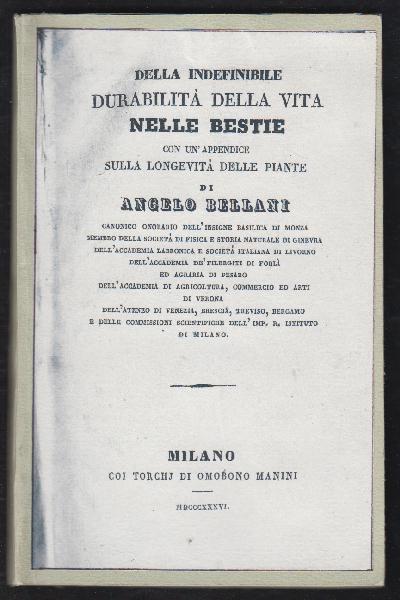 DELLA INDEFINIBILE
DURABILITÀ DELLA VITA
NELLE BESTIE
CON UN'APPENDICE
SULLA LONGEVITÀ DELLE PIANTE
DI
ANGELO BELLANI
CANONICO ONORARIO DELL'INSIGNE BASILICA DI MONZA
MEMBRO DELLA SOCIETÀ DI FISICA E STORIA NATURALE DI GINEVRA
DELL'ACCADEMIA LABRONICA E SOCIETÀ ITALIANA DI LIVORNO
DELL'ACCADEMIA DE' FILERGITI DI FORLÌ
ED AGRARIA DI PESARO
DELL'ACCADEMIA DI AGRICOLTURA, COMMERCIO ED ARTI
DI VERONA
DELL'ATENEO DI VENEZIA, BRESCIA, TREVISO, BERGAMO
E DELLE COMMISSIONI SCIENTIFICHE DELL'IMP. R. ISTITUTO
DI MILANO.
MILANO
COI TORCHJ DI OMOBONO MANINI
MDCCCXXXVI.